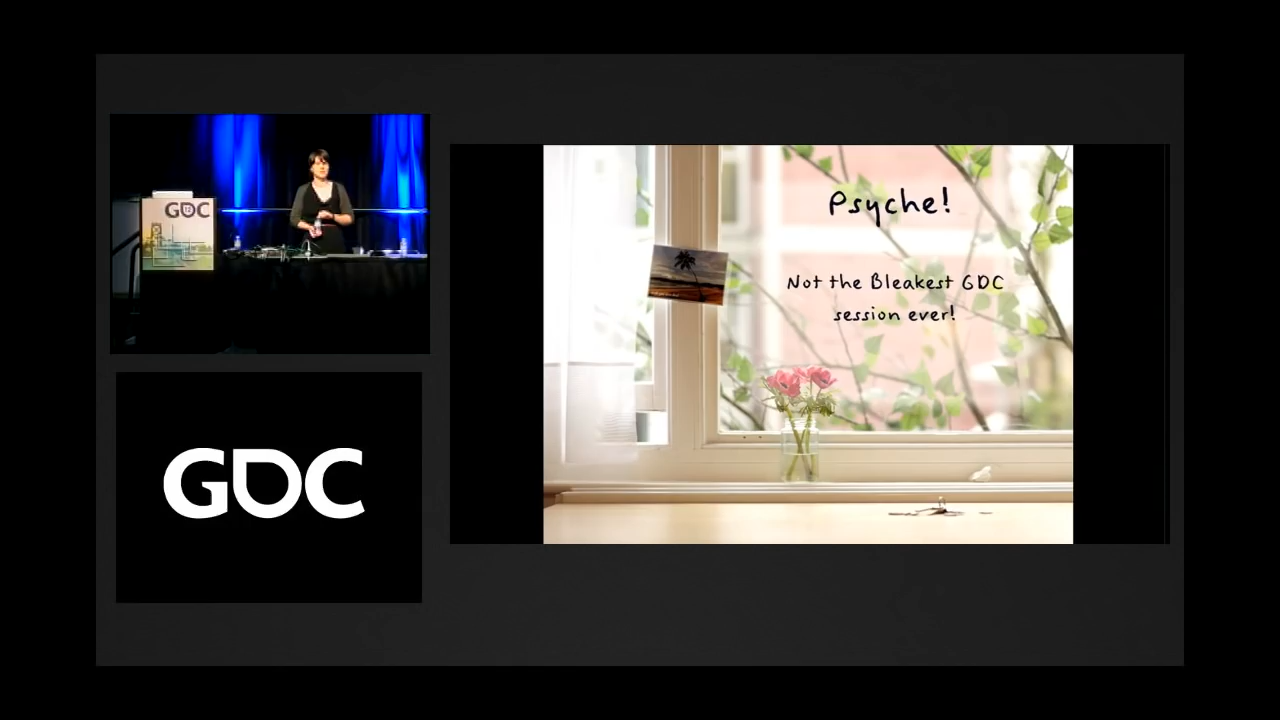 GDC
GDC
Psyche!
Not the Bleakest GDC
session ever!